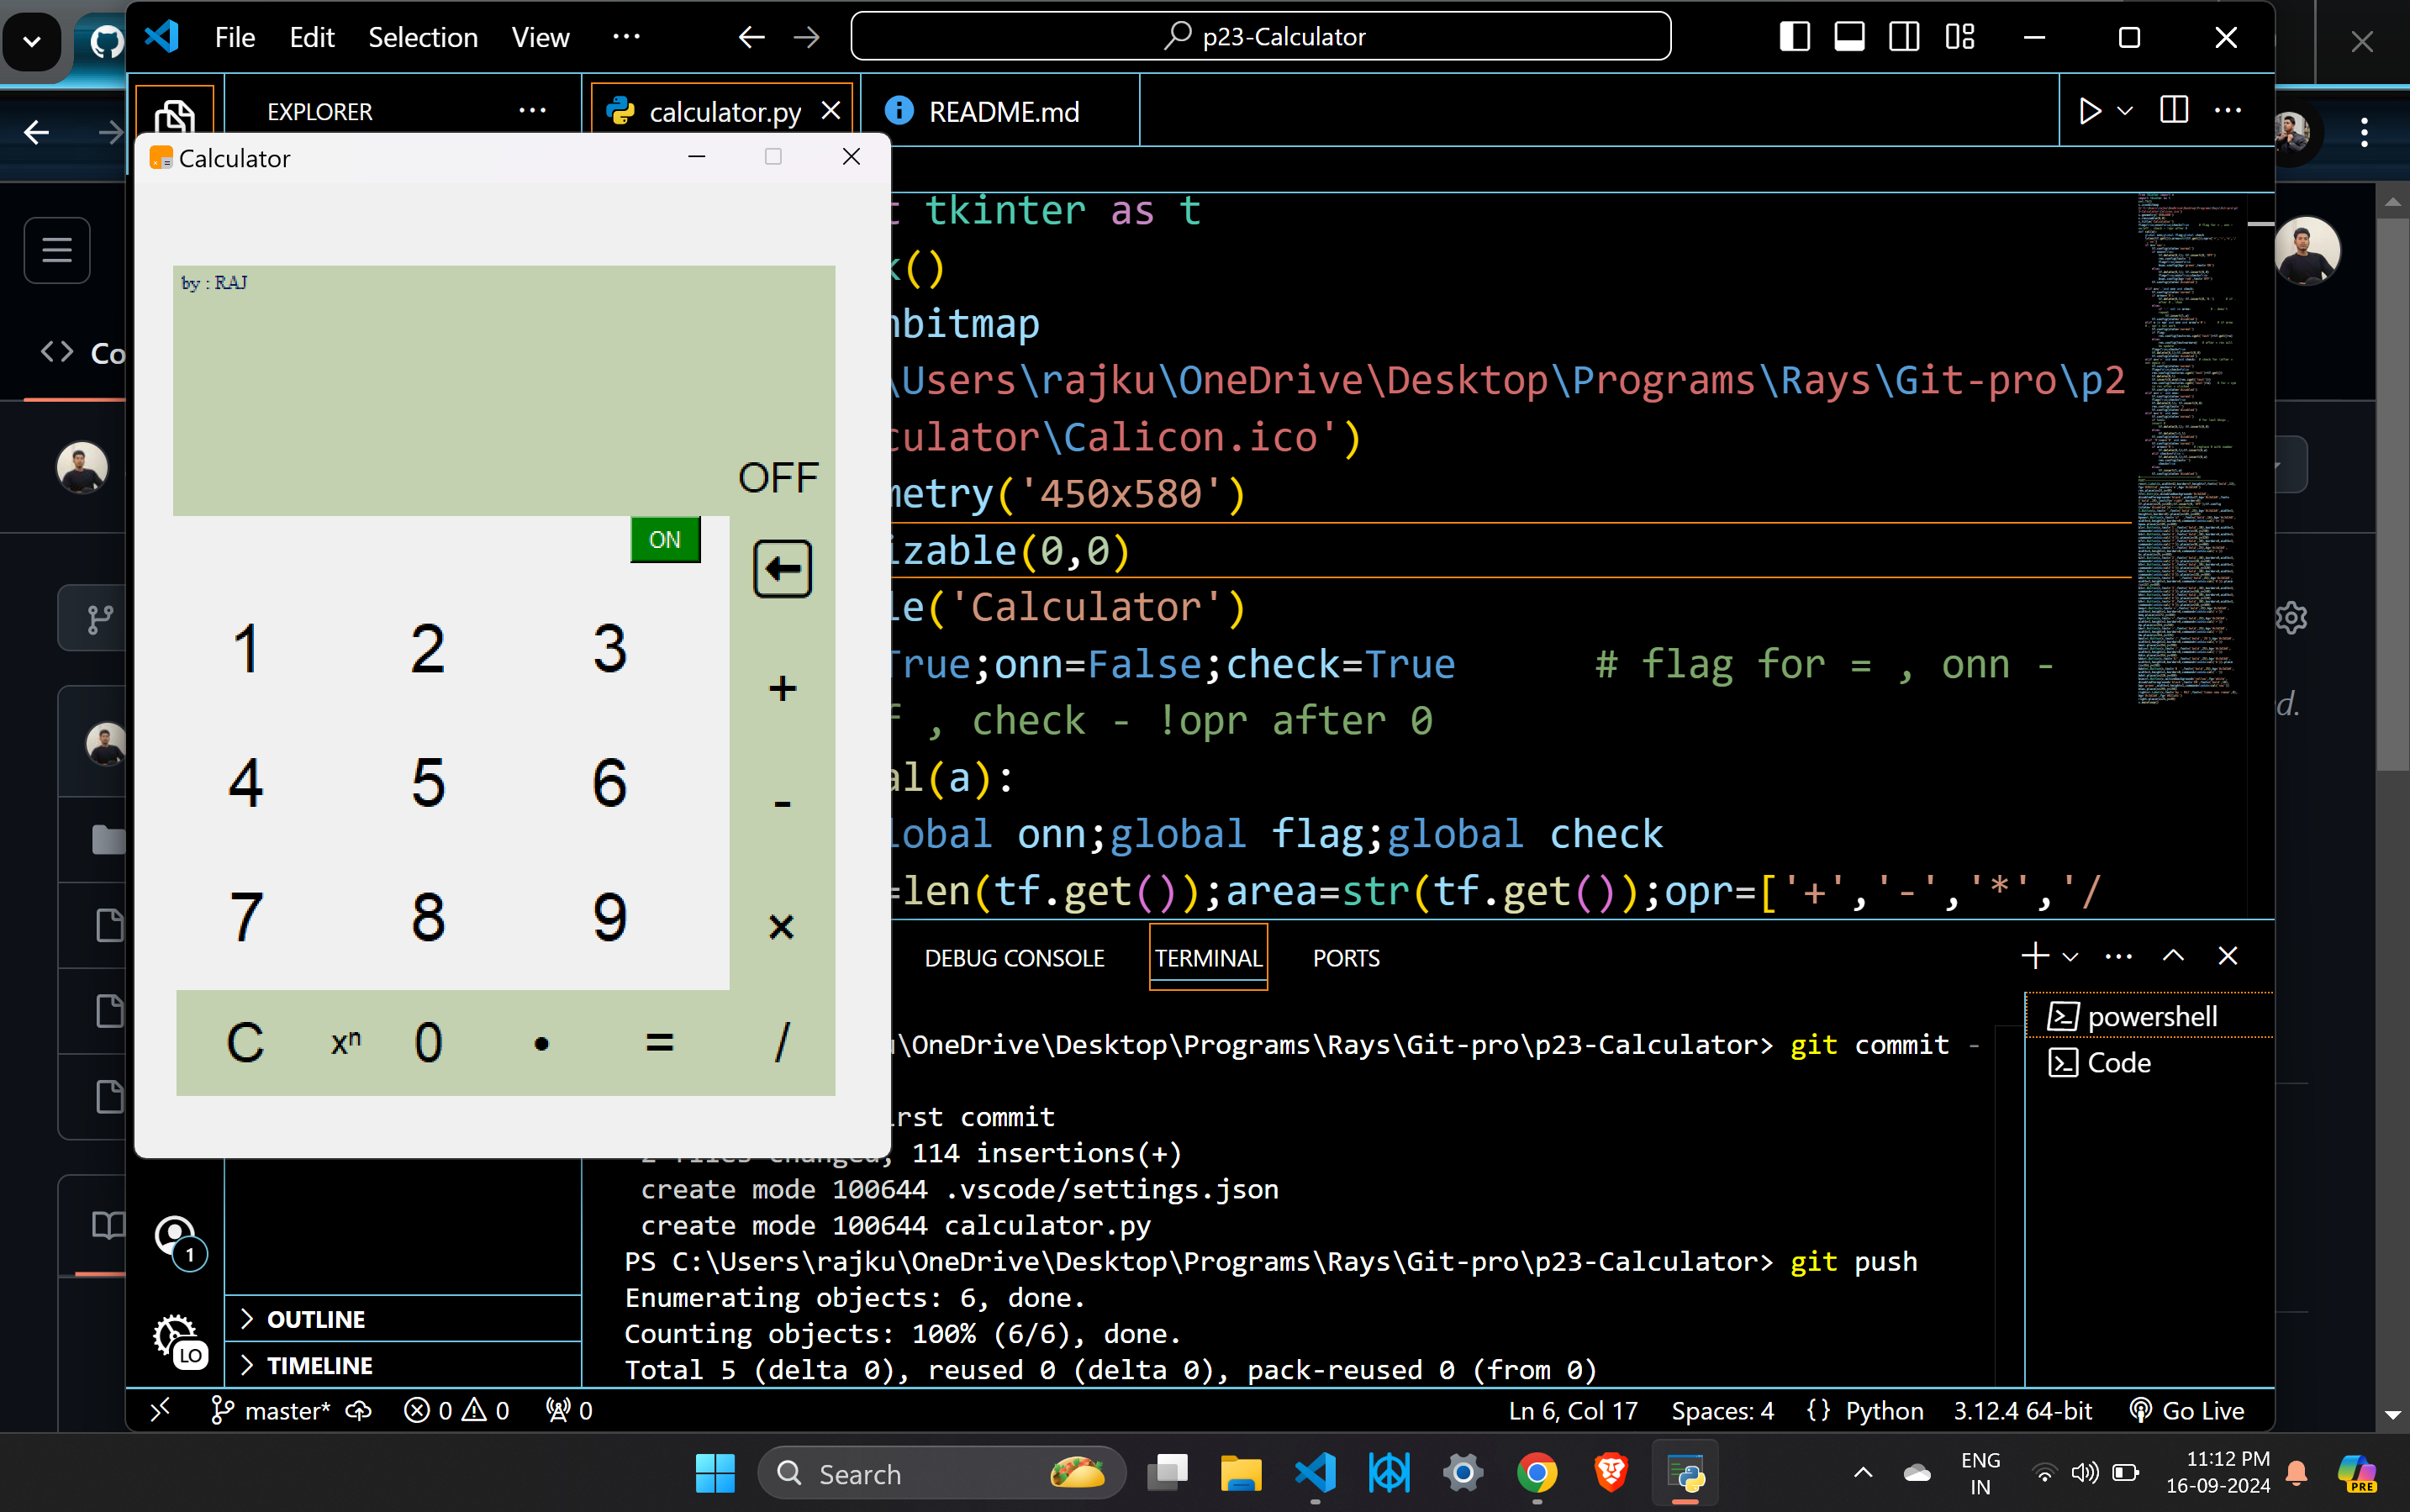 File Edit Selection View ···
p23-Calculator
EXPLORER ···
calculator.py
README.md
Calculator
by : RAJ
OFF
ON
1 2 3
+
4 5 6
-
7 8 9
×
C xⁿ 0 • = /
Co
tkinter as t
()
nbitmap
\Users\rajku\OneDrive\Desktop\Programs\Rays\Git-pro\p2
culator\Calicon.ico')
metry('450x580')
izable(0,0)
le('Calculator')
True;onn=False;check=True # flag for = , onn -
f , check - !opr after 0
al(a):
lobal onn;global flag;global check
=len(tf.get());area=str(tf.get());opr=['+','-','*','/
d.
DEBUG CONSOLE TERMINAL PORTS
powershell
Code
u\OneDrive\Desktop\Programs\Rays\Git-pro\p23-Calculator> git commit -
rst commit
2 files changed, 114 insertions(+)
create mode 100644 .vscode/settings.json
create mode 100644 calculator.py
PS C:\Users\rajku\OneDrive\Desktop\Programs\Rays\Git-pro\p23-Calculator> git push
Enumerating objects: 6, done.
Counting objects: 100% (6/6), done.
Total 5 (delta 0), reused 0 (delta 0), pack-reused 0 (from 0)
1
LO
OUTLINE
TIMELINE
master* 0 0 0
Ln 6, Col 17 Spaces: 4 {} Python 3.12.4 64-bit Go Live
Search
ENG
IN
11:12 PM
16-09-2024
PRE